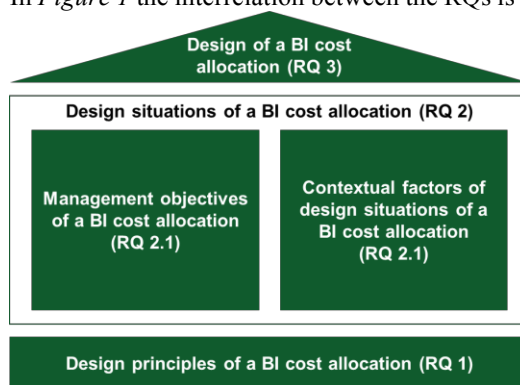 In Figure 1 the interrelation between the RQs is
Design of a BI cost
allocation (RQ 3)
Design situations of a BI cost allocation (RQ 2)
Management objectives
of a BI cost allocation
(RQ 2.1)
Contextual factors of
design situations of a
BI cost allocation
(RQ 2.1)
Design principles of a BI cost allocation (RQ 1)